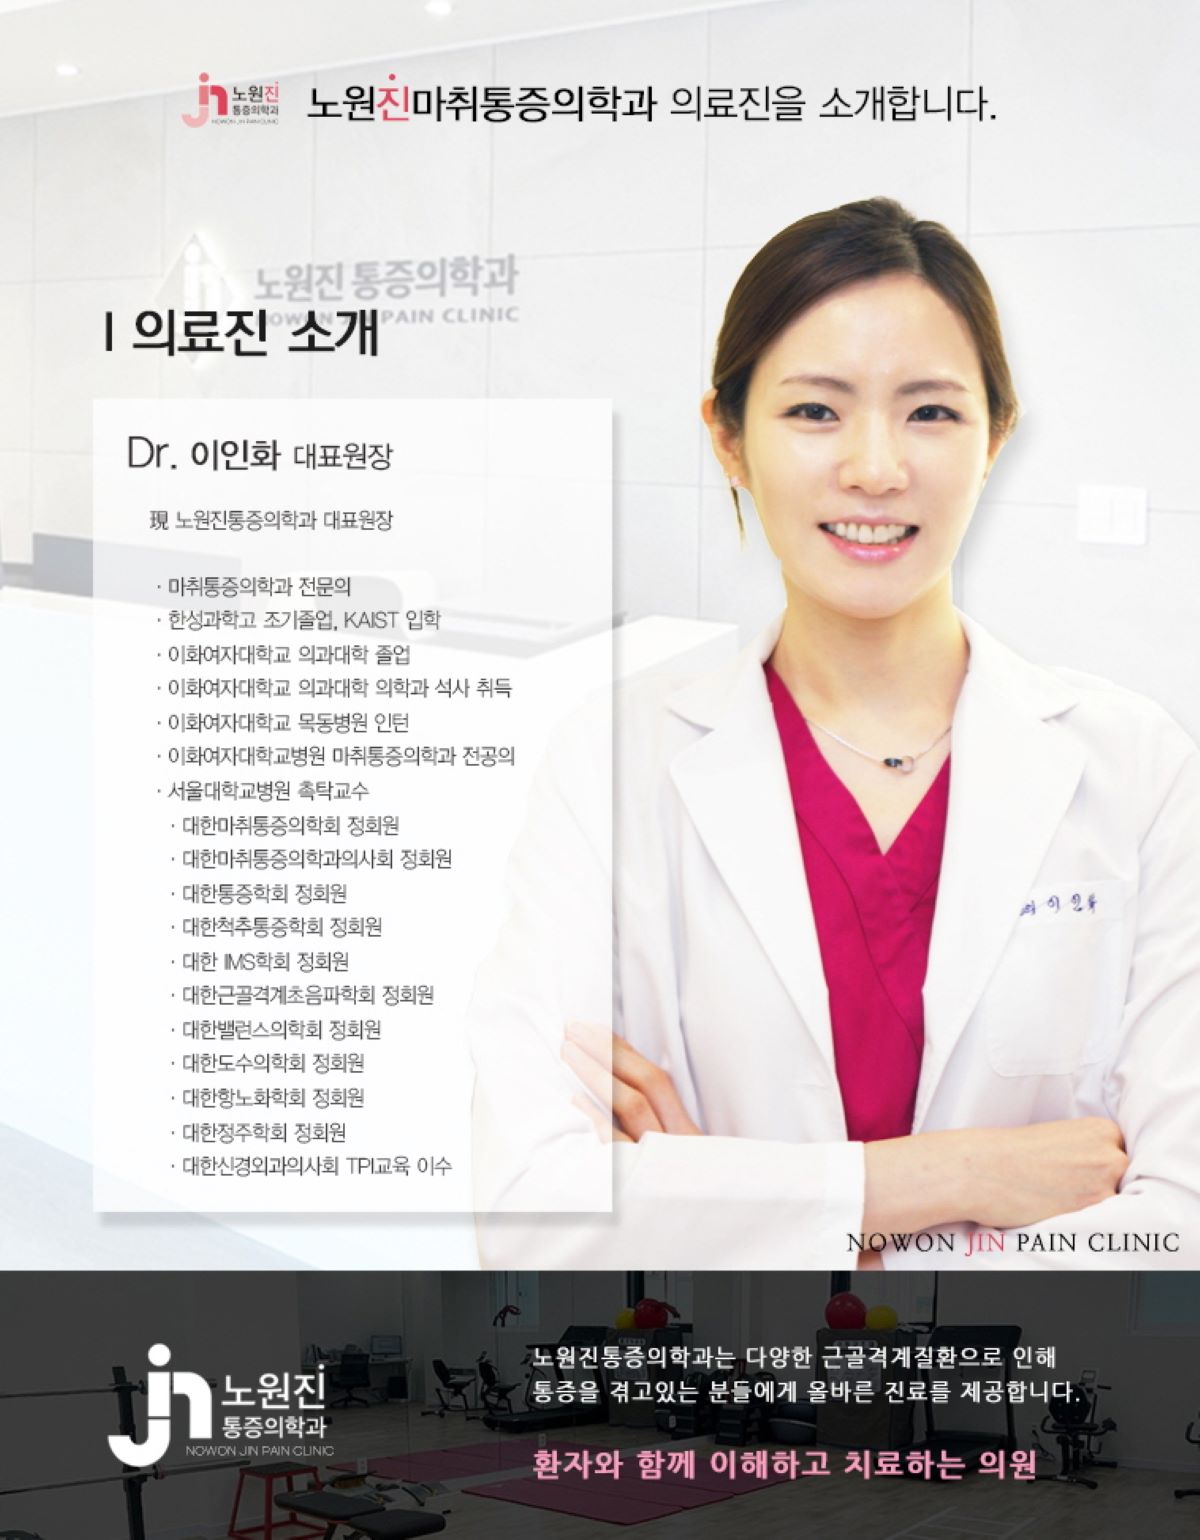 노원진
통증의학과
NOWON JIN PAIN CLINIC
노원진마취통증의학과 의료진을 소개합니다.
노원진 통증의학과
NOWON JIN PAIN CLINIC
의료진 소개
Dr. 이인화 대표원장
現 노원진통증의학과 대표원장
· 마취통증의학과 전문의
· 한성과학고 조기졸업, KAIST 입학
· 이화여자대학교 의과대학 졸업
· 이화여자대학교 의과대학 의학과 석사 취득
· 이화여자대학교 목동병원 인턴
· 이화여자대학교병원 마취통증의학과 전공의
· 서울대학교병원 촉탁교수
· 대한마취통증의학회 정회원
· 대한마취통증의학과의사회 정회원
· 대한통증학회 정회원
· 대한척추통증학회 정회원
· 대한 IMS학회 정회원
· 대한근골격계초음파학회 정회원
· 대한밸런스의학회 정회원
· 대한도수의학회 정회원
· 대한항노화학회 정회원
· 대한정주학회 정회원
· 대한신경외과의사회 TPI교육 이수
이인화
NOWON JIN PAIN CLINIC
노원진
통증의학과
NOWON JIN PAIN CLINIC
노원진통증의학과는 다양한 근골격계질환으로 인해
통증을 겪고있는 분들에게 올바른 진료를 제공합니다.
환자와 함께 이해하고 치료하는 의원